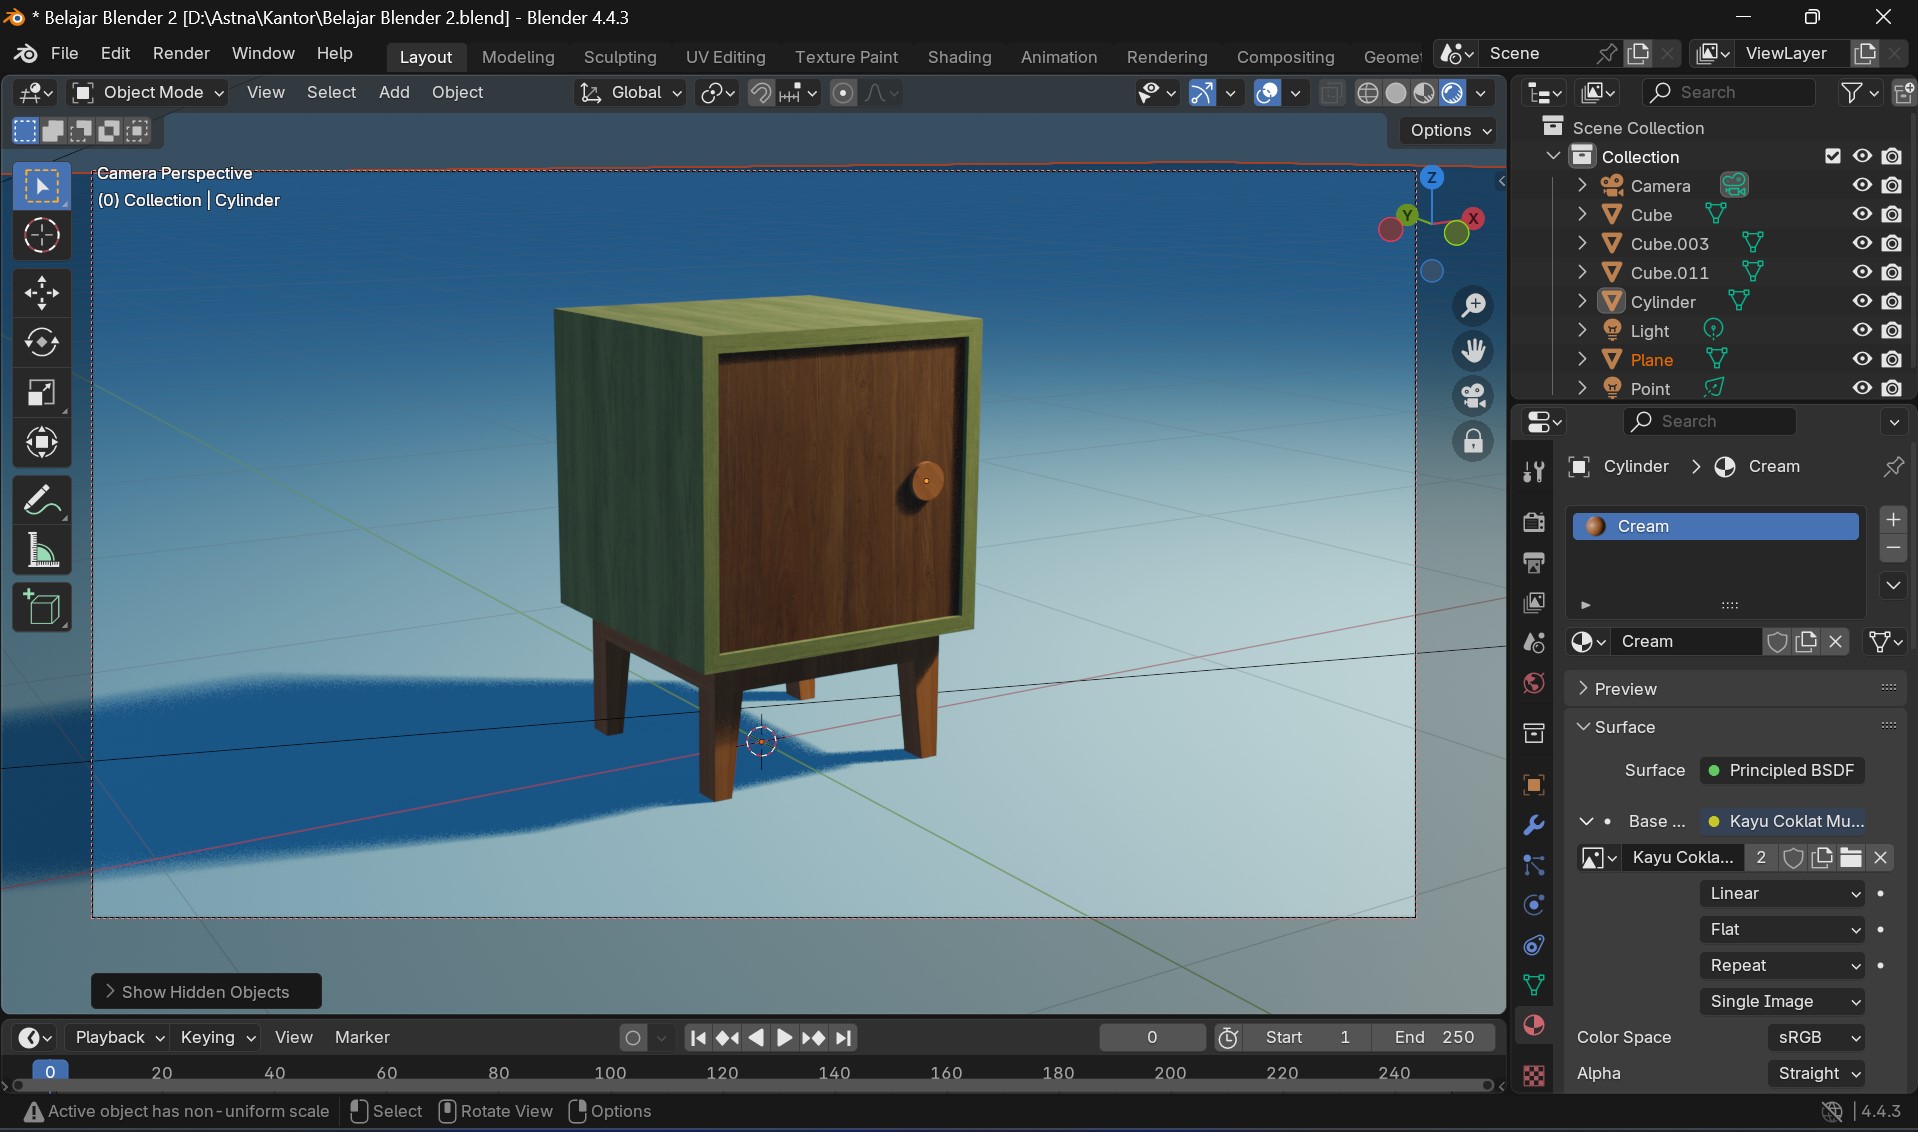 * Belajar Blender 2 [D:\Astna\Kantor\Belajar Blender 2.blend] - Blender 4.4.3
File Edit Render Window Help Layout Modeling Sculpting UV Editing Texture Paint Shading Animation Rendering Compositing Geomet Scene ViewLayer
Object Mode View Select Add Object Global Search
Options
Camera Perspective
(0) Collection | Cylinder
Z
Y
X
Scene Collection
Collection
Camera
Cube
Cube.003
Cube.011
Cylinder
Light
Plane
Point
Search
Cylinder Cream
Cream
Cream
Preview
Surface
Surface Principled BSDF
Base ... Kayu Coklat Mu...
Kayu Cokla... 2
Linear
Flat
Repeat
Single Image
Color Space sRGB
Alpha Straight
Show Hidden Objects
Playback Keying View Marker 0 Start 1 End 250
0 20 40 60 80 100 120 140 160 180 200 220 240
Active object has non-uniform scale Select Rotate View Options 4.4.3